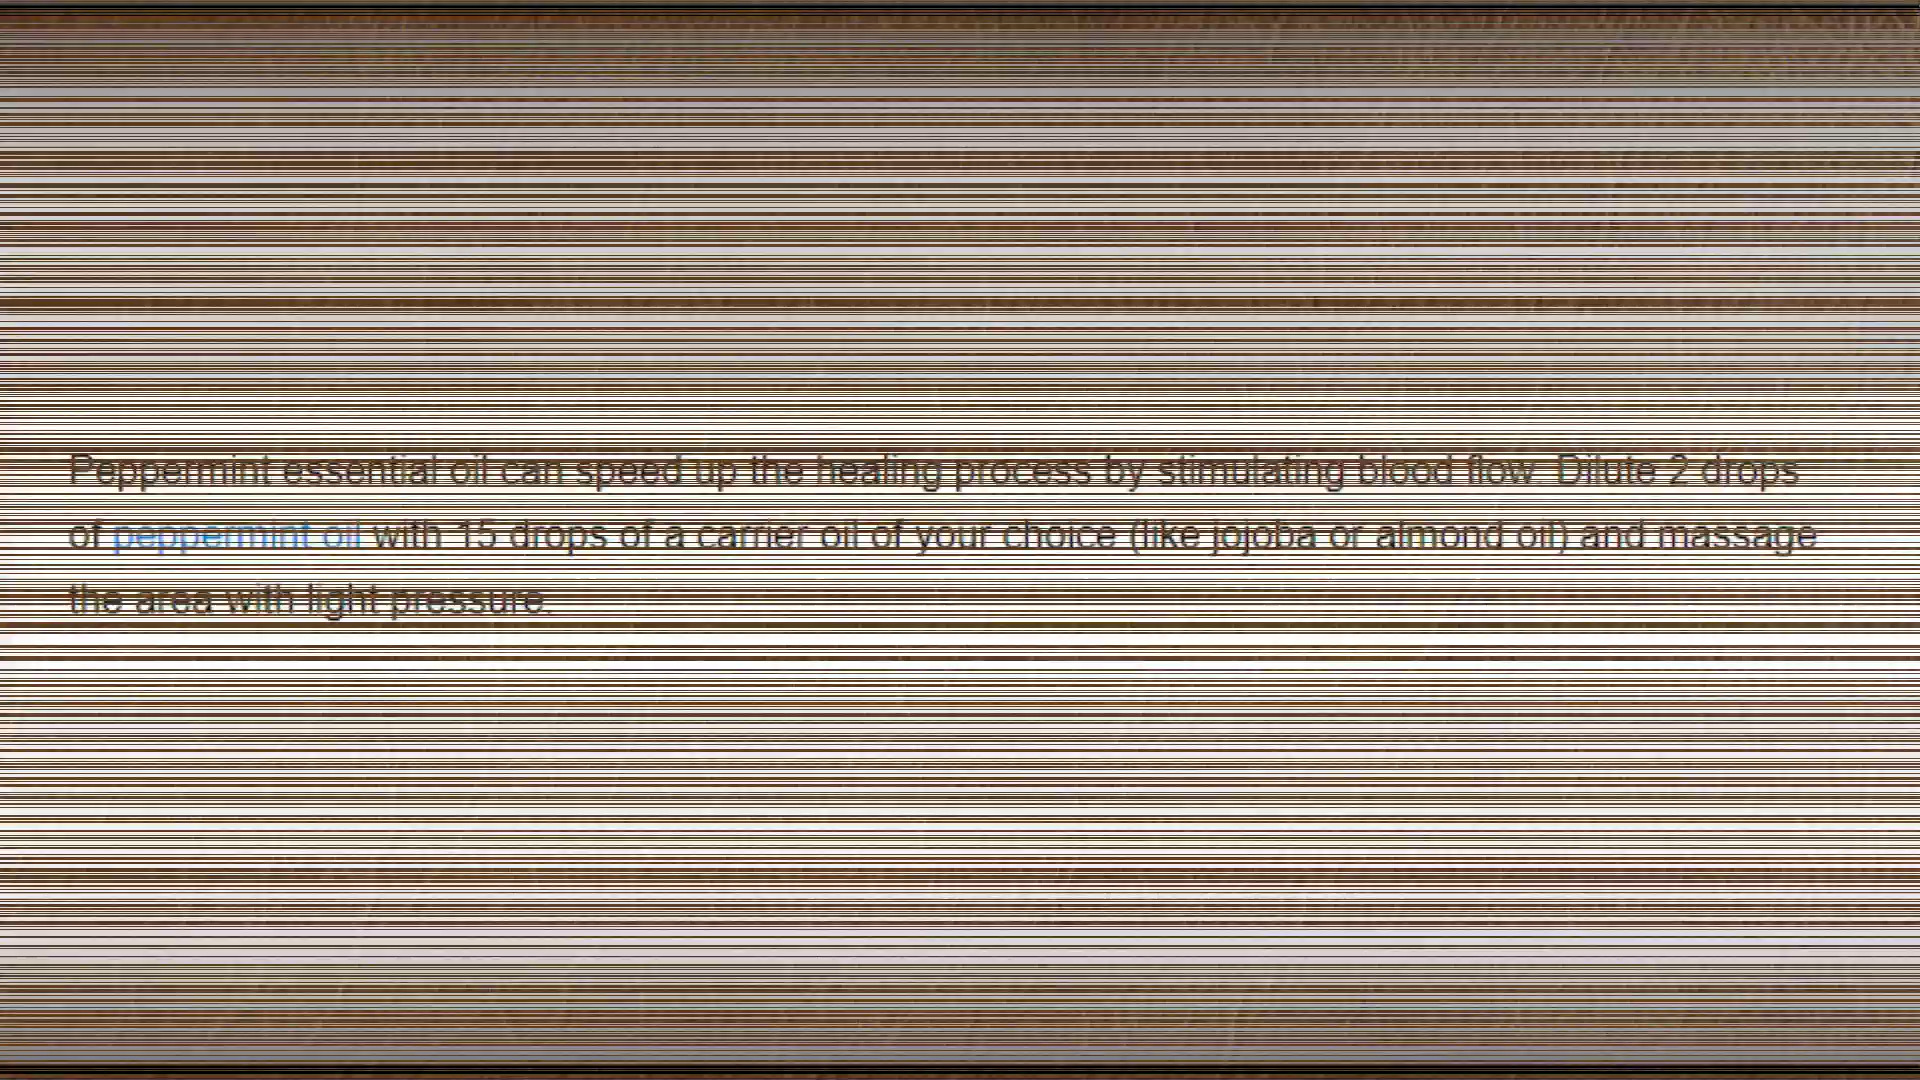 Peppermint essential oil can speed up the healing process by stimulating blood flow. Dilute 2 drops
of peppermint oil with 15 drops of a carrier oil of your choice (like jojoba or almond oil) and massage
the area with light pressure.